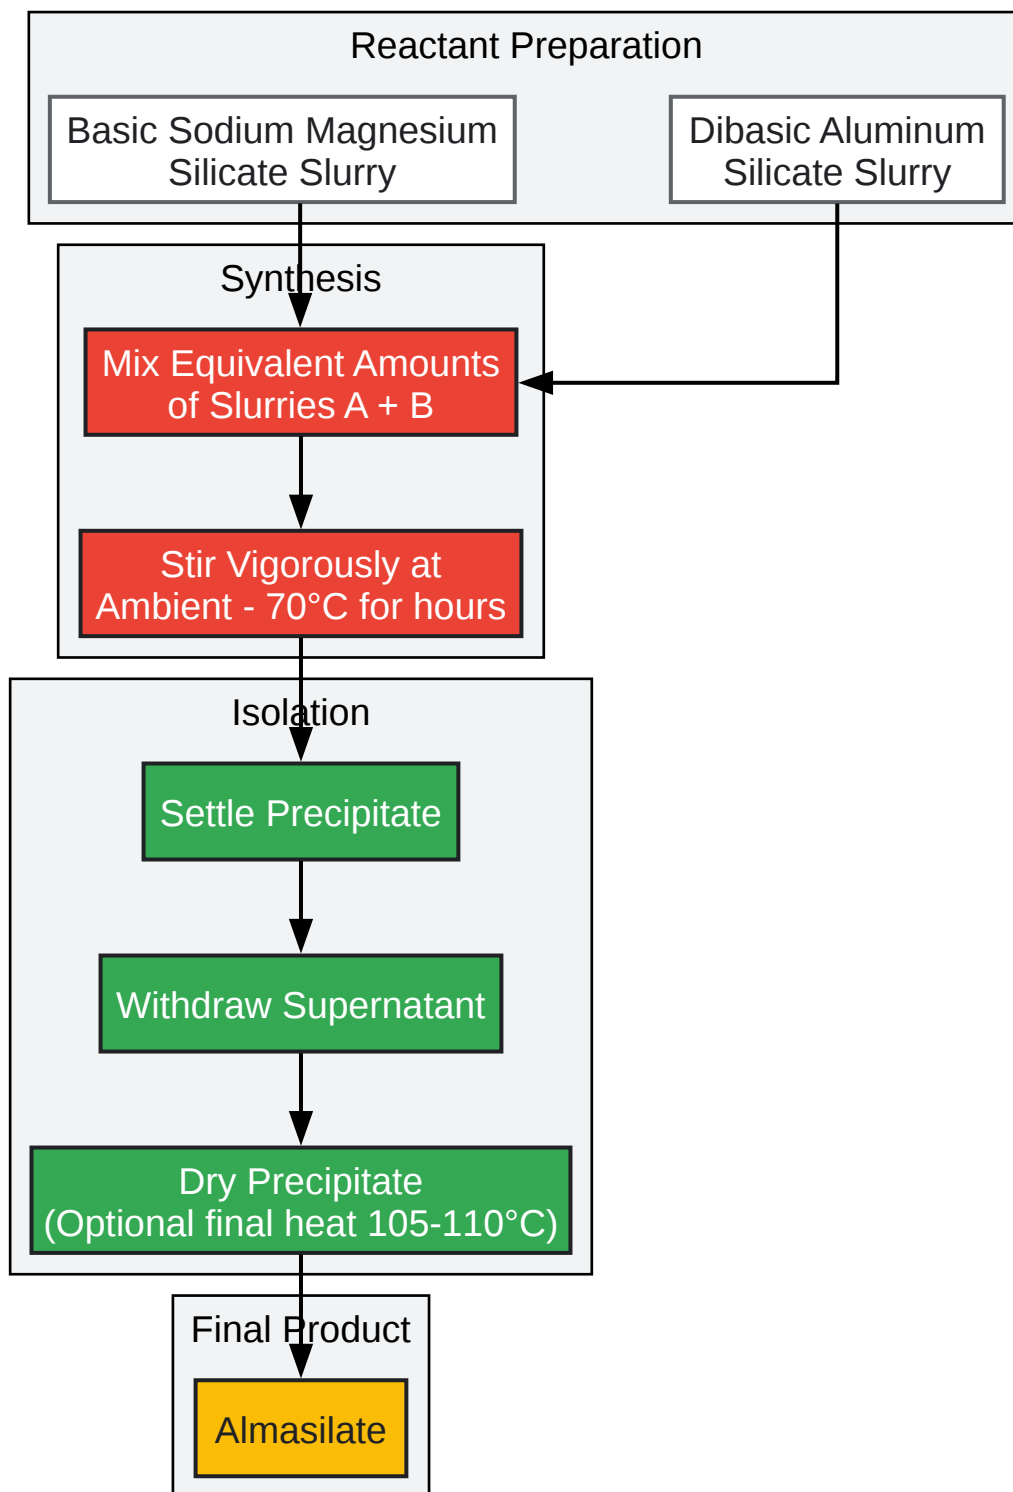 Reactant Preparation
Basic Sodium Magnesium
Silicate Slurry
Dibasic Aluminum
Silicate Slurry
Synthesis
Mix Equivalent Amounts
of Slurries A + B
Stir Vigorously at
Ambient - 70°C for hours
Isolation
Settle Precipitate
Withdraw Supernatant
Dry Precipitate
(Optional final heat 105-110°C)
Final Product
Almasilate